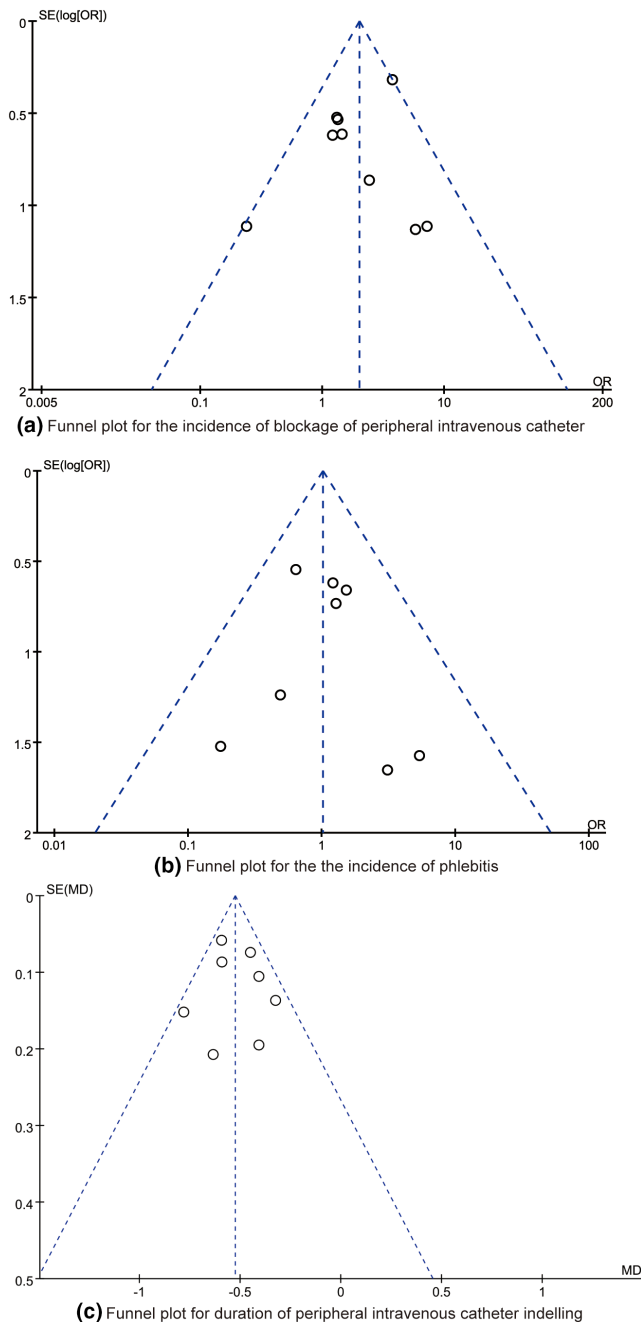 SE(log[OR])
0
0.5
1
1.5
2
OR
0.005 0.1 1 10 200
(a) Funnel plot for the incidence of blockage of peripheral intravenous catheter
SE(log[OR])
0
0.5
1
1.5
2
OR
0.01 0.1 1 10 100
(b) Funnel plot for the the incidence of phlebitis
SE(MD)
0
0.1
0.2
0.3
0.4
0.5
MD
-1 -0.5 0 0.5 1
(c) Funnel plot for duration of peripheral intravenous catheter indelling